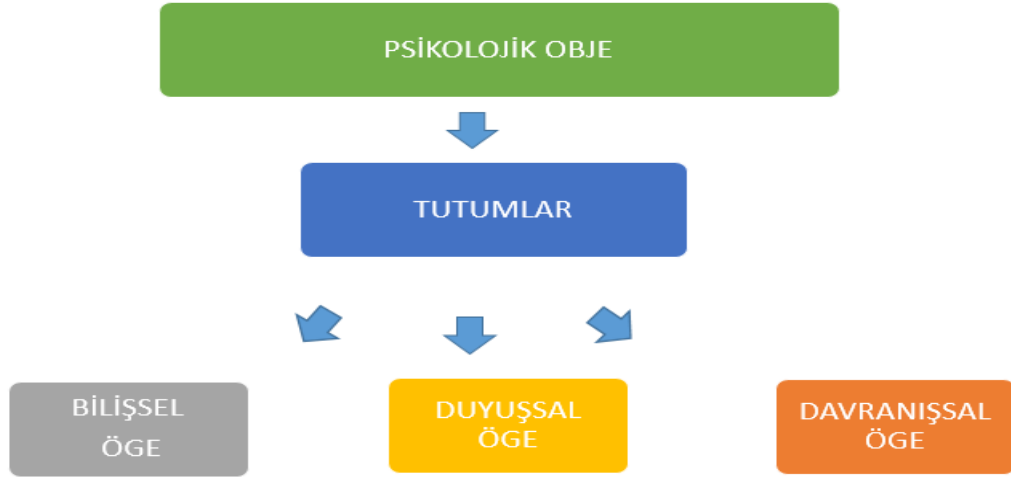 PSİKOLOJİK OBJE
TUTUMLAR
BİLİŞSEL
ÖGE
DUYUŞSAL
ÖGE
DAVRANIŞSAL
ÖGE